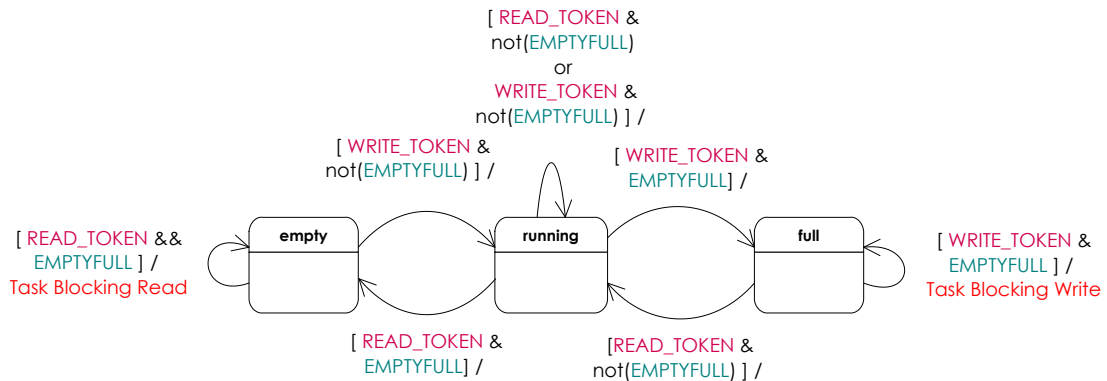 [ READ_TOKEN &
not(EMPTYFULL)
or
WRITE_TOKEN &
not(EMPTYFULL) ] /
[ WRITE_TOKEN &
not(EMPTYFULL) ] /
[ WRITE_TOKEN &
EMPTYFULL] /
[ READ_TOKEN &&
EMPTYFULL ] /
Task Blocking Read
empty
running
full
[ WRITE_TOKEN &
EMPTYFULL ] /
Task Blocking Write
[ READ_TOKEN &
EMPTYFULL] /
[READ_TOKEN &
not(EMPTYFULL) ] /